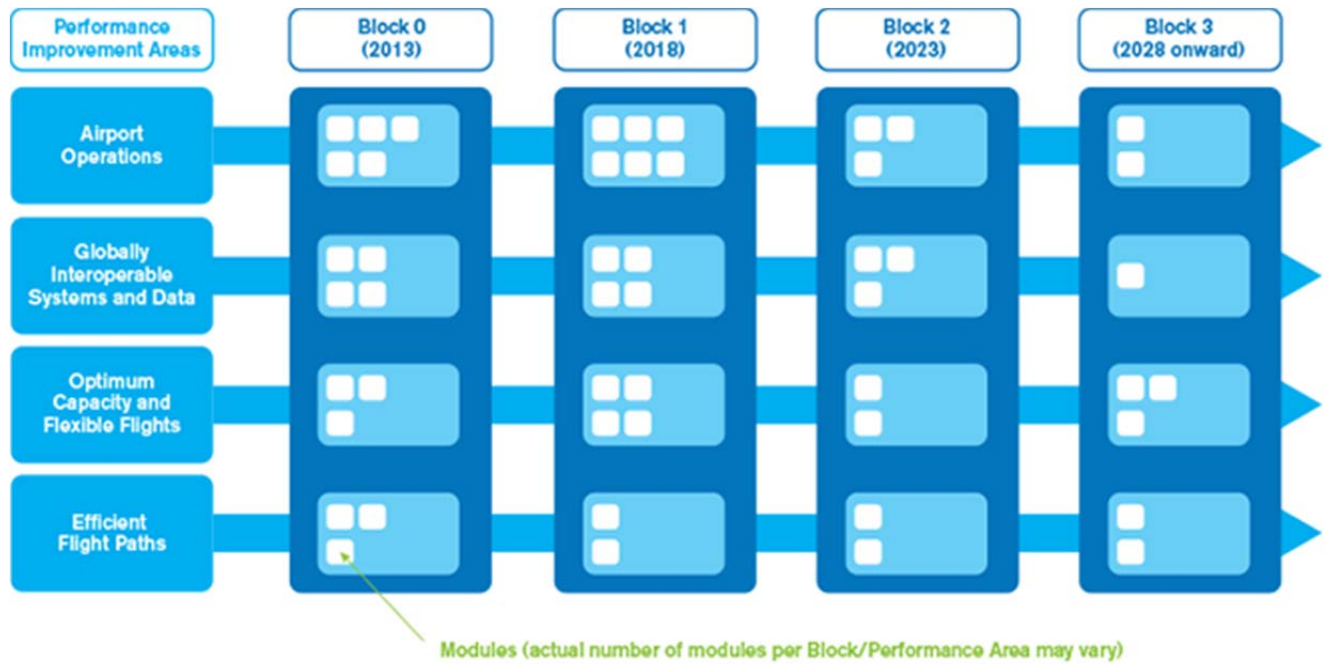 Performance
Improvement Areas
Block 0
(2013)
Block 1
(2018)
Block 2
(2023)
Block 3
(2028 onward)
Airport
Operations
Globally
Interoperable
Systems and Data
Optimum
Capacity and
Flexible Flights
Efficient
Flight Paths
Modules (actual number of modules per Block/Performance Area may vary)